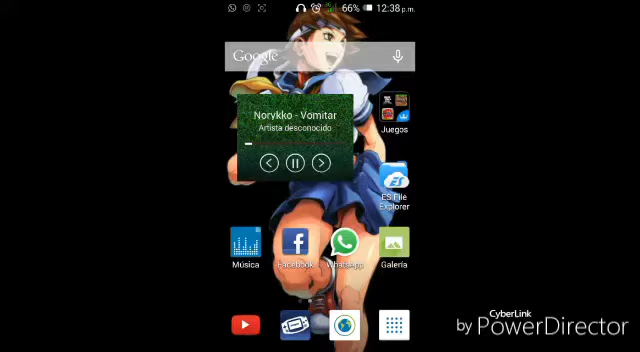 66% 12:38 p.m.
Google
Norykko - Vomitar
Artista desconocido
Juegos
ES File
Explorer
Música
Facebook
WhatsApp
Galería
CyberLink
by PowerDirector